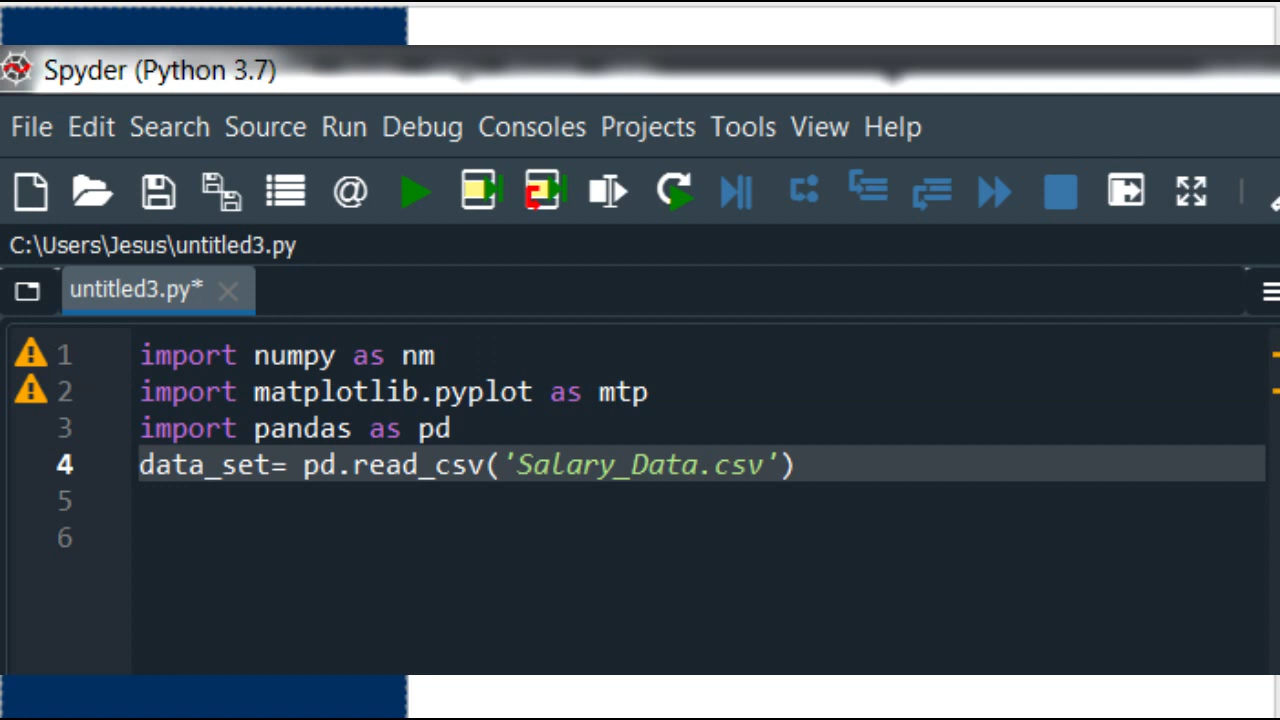 Spyder (Python 3.7)
File Edit Search Source Run Debug Consoles Projects Tools View Help
C:\Users\Jesus\untitled3.py
untitled3.py*
1 import numpy as nm
2 import matplotlib.pyplot as mtp
3 import pandas as pd
4 data_set= pd.read_csv('Salary_Data.csv')
5
6